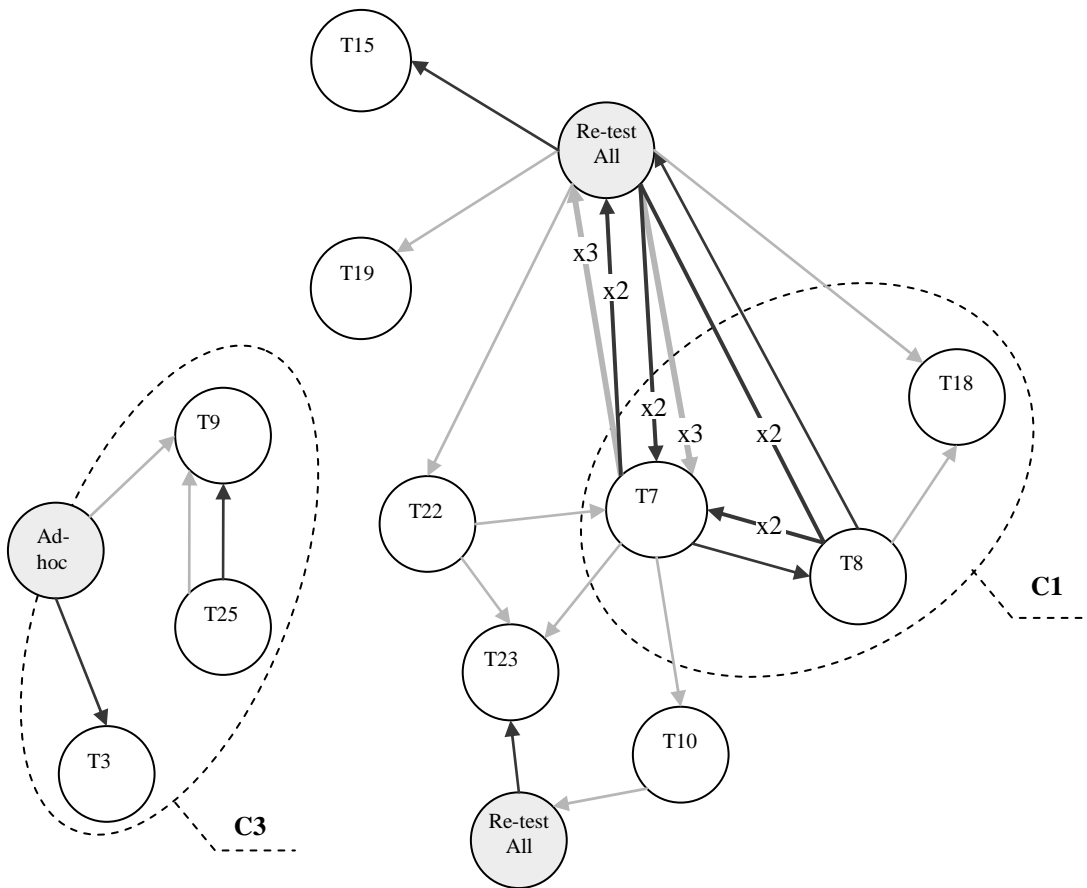 T15
Re-test
All
T19
x3
x2
T18
T9
x2
x3
x2
T7
T22
x2
Ad-
hoc
T8
C1
T25
T23
T10
T3
Re-test
All
C3